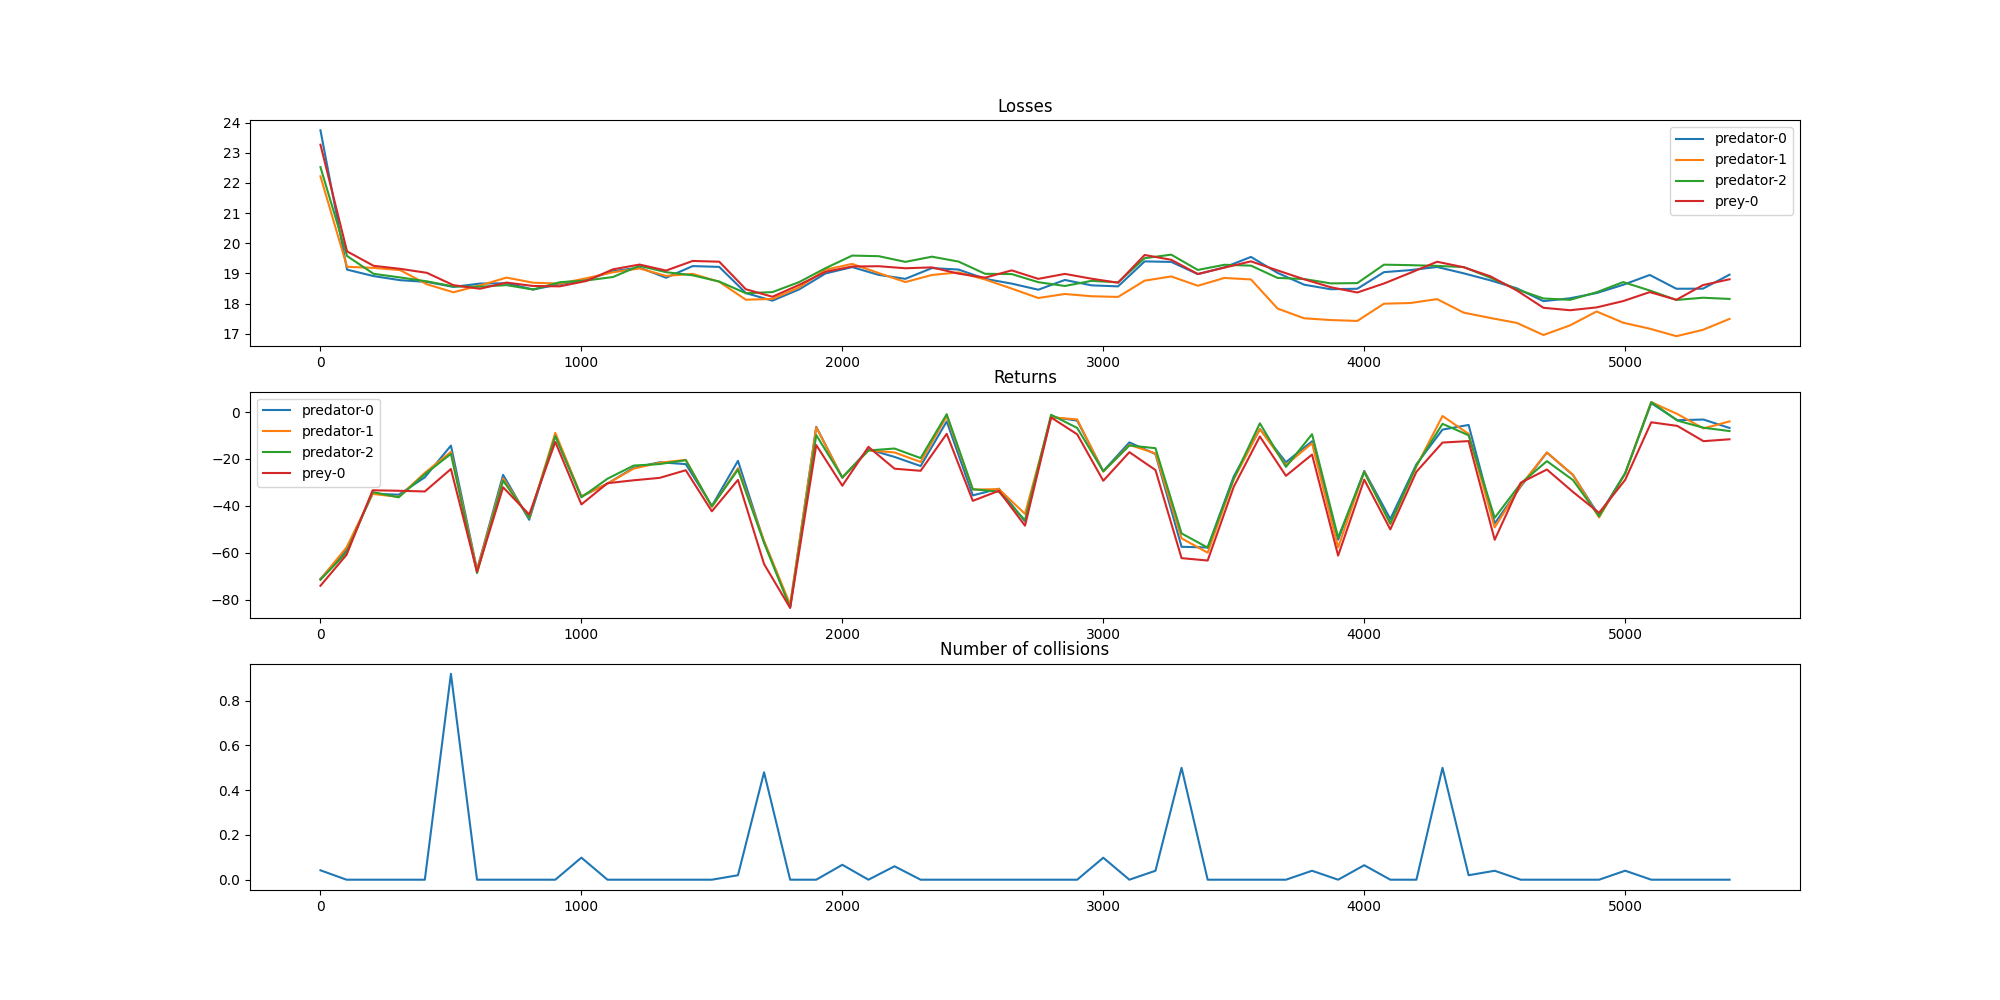 Losses
24
23
22
21
20
19
18
17
predator-0
predator-1
predator-2
prey-0
0 1000 2000 3000 4000 5000
Returns
0
−20
−40
−60
−80
predator-0
predator-1
predator-2
prey-0
0 1000 2000 3000 4000 5000
Number of collisions
0.8
0.6
0.4
0.2
0.0
0 1000 2000 3000 4000 5000